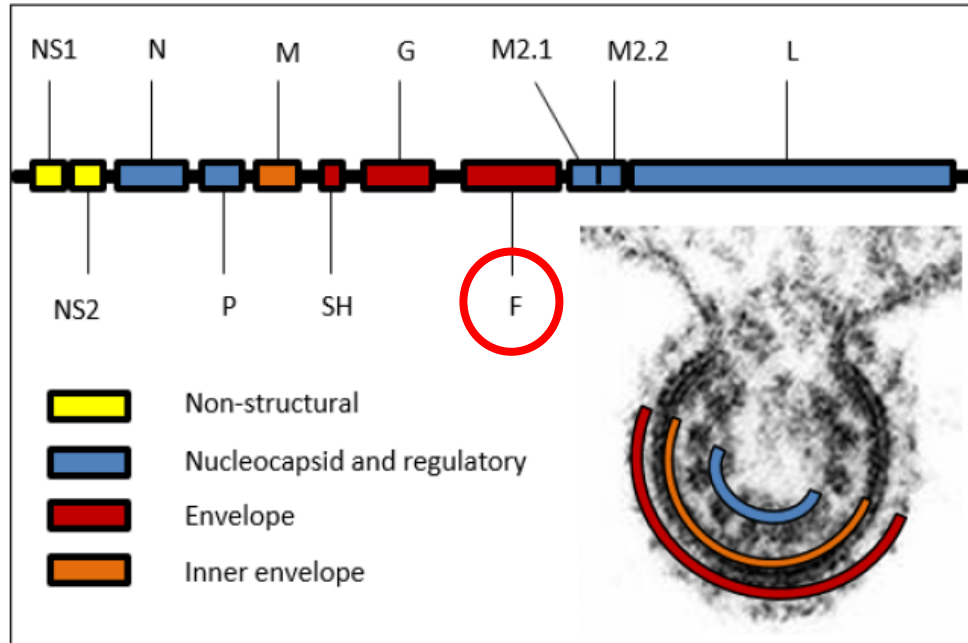 NS1 N M G M2.1 M2.2 L
NS2 P SH F
Non-structural
Nucleocapsid and regulatory
Envelope
Inner envelope